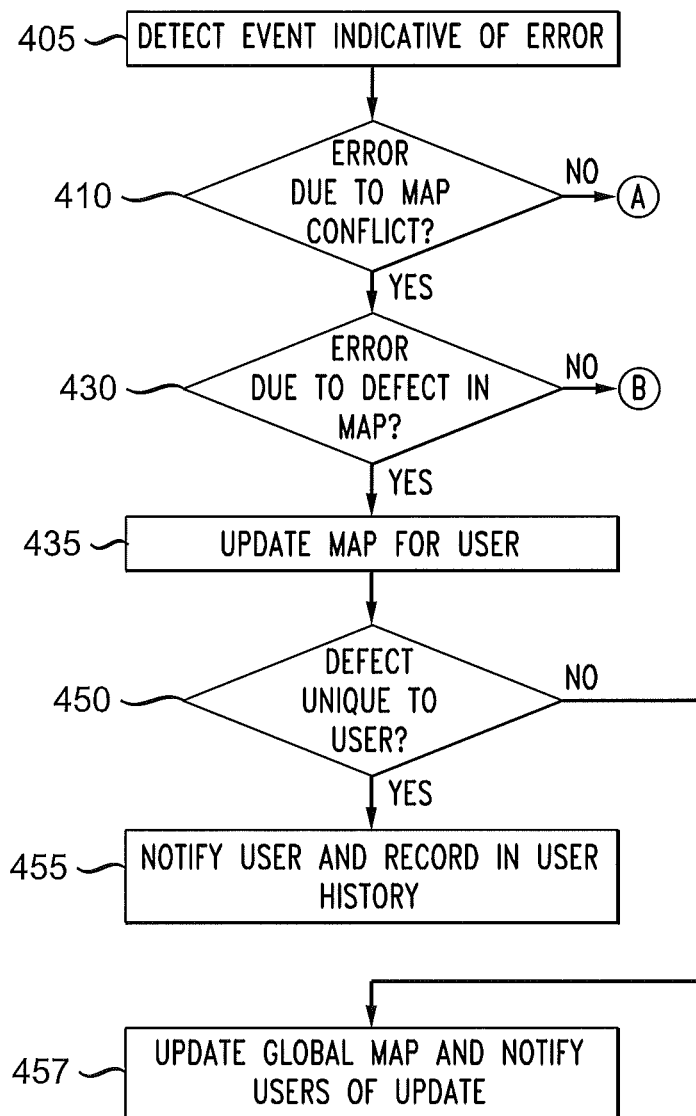 405
DETECT EVENT INDICATIVE OF ERROR
410
ERROR
DUE TO MAP
CONFLICT?
NO
A
YES
430
ERROR
DUE TO DEFECT IN
MAP?
NO
B
YES
435
UPDATE MAP FOR USER
450
DEFECT
UNIQUE TO
USER?
NO
YES
455
NOTIFY USER AND RECORD IN USER
HISTORY
457
UPDATE GLOBAL MAP AND NOTIFY
USERS OF UPDATE